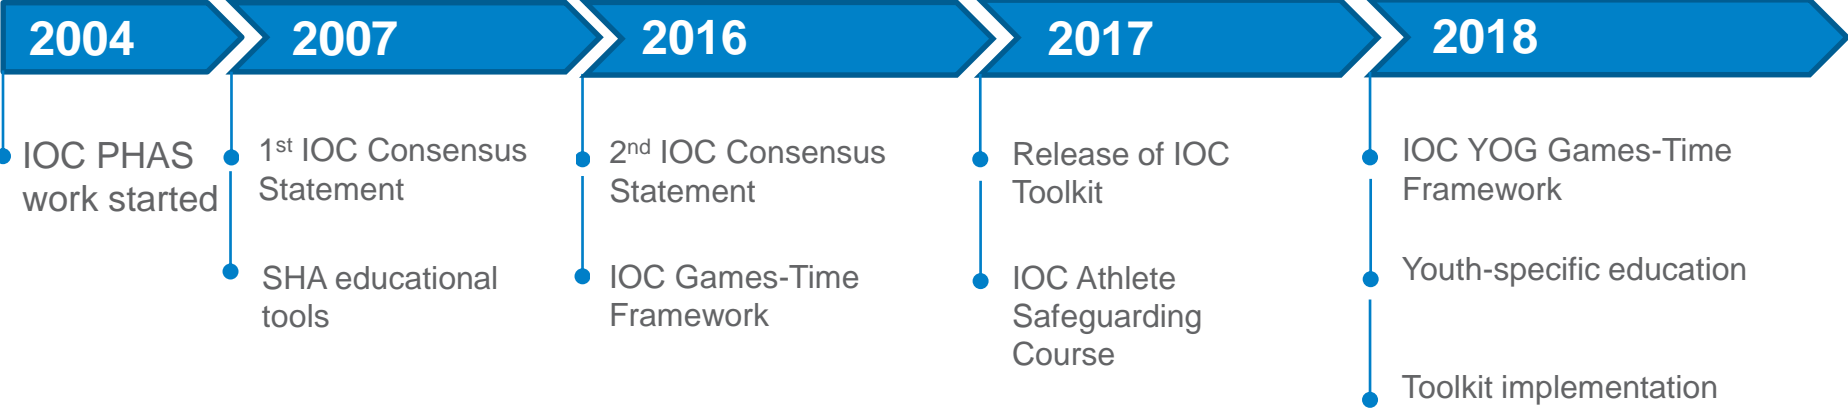 2004
IOC PHAS
work started
2007
1st IOC Consensus
Statement
SHA educational
tools
2016
2nd IOC Consensus
Statement
IOC Games-Time
Framework
2017
Release of IOC
Toolkit
IOC Athlete
Safeguarding
Course
2018
IOC YOG Games-Time
Framework
Youth-specific education
Toolkit implementation